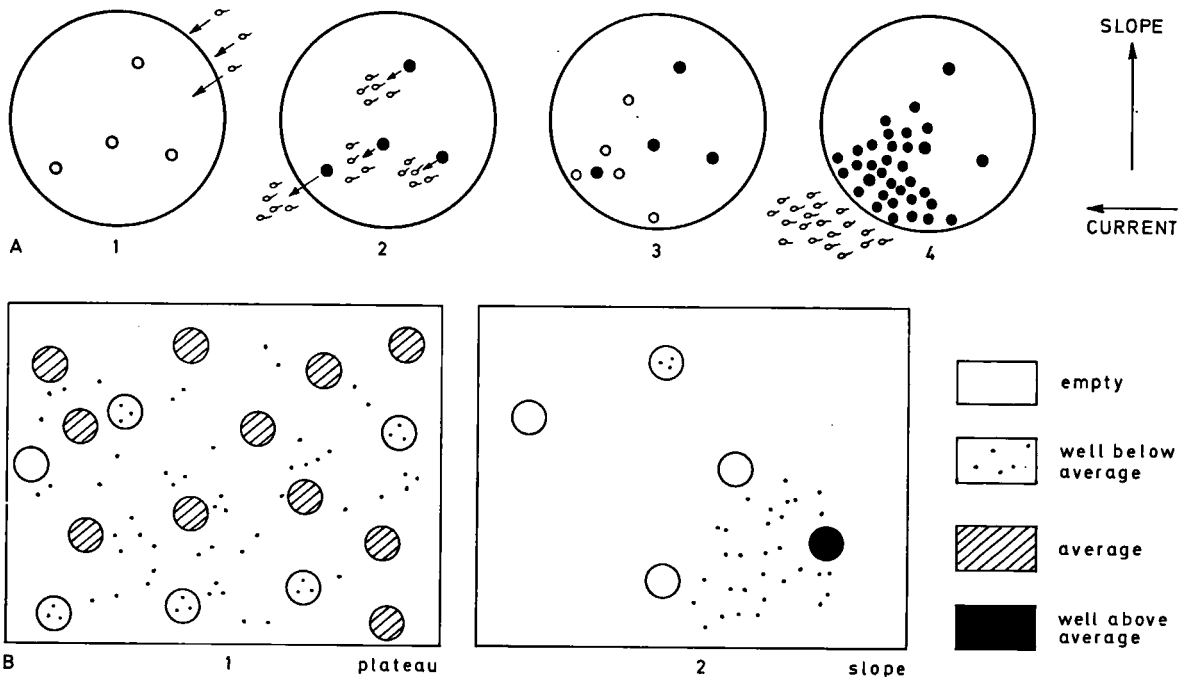 SLOPE
CURRENT
A
1
2
3
4
empty
well below
average
average
well above
average
B
1
plateau
2
slope